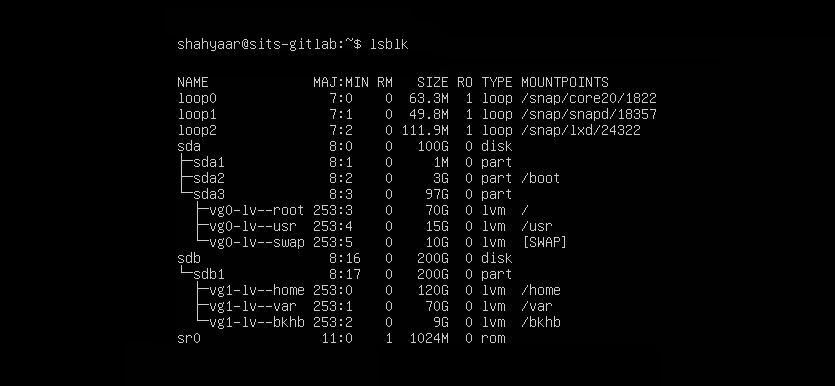 shahyaar@sits-gitlab:~$ lsblk
NAME                 MAJ:MIN RM   SIZE RO TYPE MOUNTPOINTS
loop0                  7:0    0  63.3M  1 loop /snap/core20/1822
loop1                  7:1    0  49.8M  1 loop /snap/snapd/18357
loop2                  7:2    0 111.9M  1 loop /snap/lxd/24322
sda                    8:0    0   100G  0 disk
├─sda1                 8:1    0     1M  0 part
├─sda2                 8:2    0     3G  0 part /boot
└─sda3                 8:3    0    97G  0 part
  ├─vg0-lv--root 253:3    0    70G  0 lvm  /
  ├─vg0-lv--usr  253:4    0    15G  0 lvm  /usr
  └─vg0-lv--swap 253:5    0    10G  0 lvm  [SWAP]
sdb                    8:16   0   200G  0 disk
└─sdb1                 8:17   0   200G  0 part
  ├─vg1-lv--home 253:0    0   120G  0 lvm  /home
  ├─vg1-lv--var  253:1    0    70G  0 lvm  /var
  └─vg1-lv--bkhb 253:2    0     9G  0 lvm  /bkhb
sr0                   11:0    1  1024M  0 rom